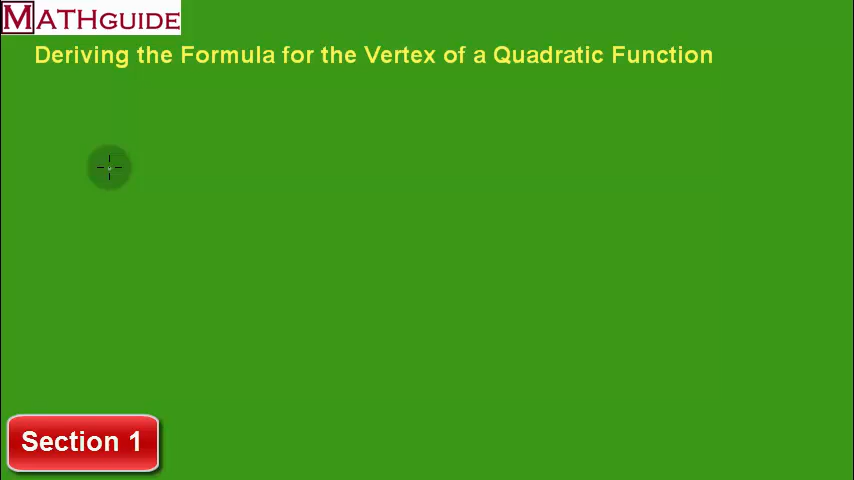 MATHGUIDE
Deriving the Formula for the Vertex of a Quadratic Function
Section 1